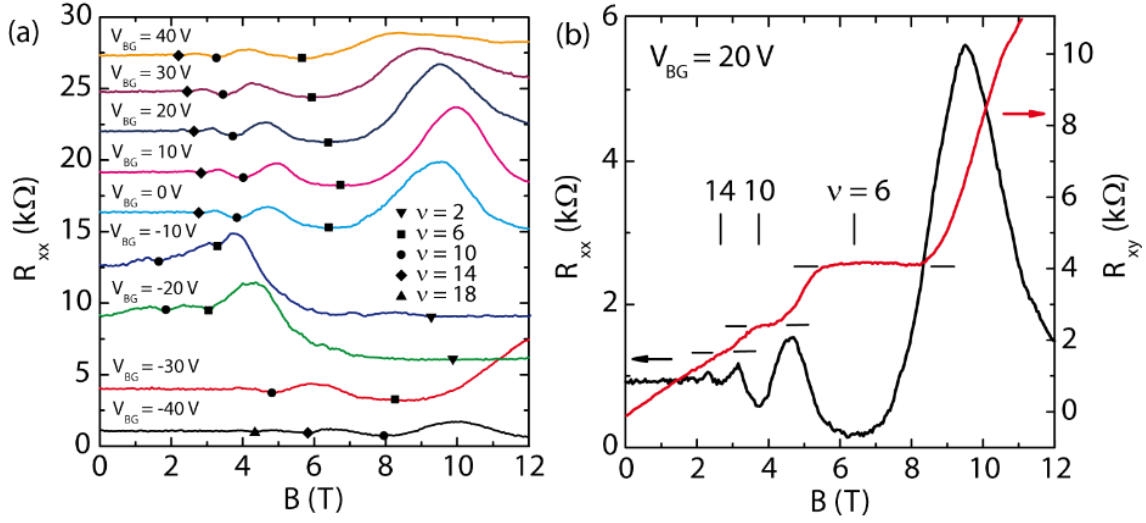 (a)
V_BG = 40 V
V_BG = 30 V
V_BG = 20 V
V_BG = 10 V
V_BG = 0 V
V_BG = -10 V
V_BG = -20 V
V_BG = -30 V
V_BG = -40 V
▼ ν = 2
■ ν = 6
● ν = 10
◆ ν = 14
▲ ν = 18
30
25
20
15
10
5
0
R_xx (kΩ)
0 2 4 6 8 10 12
B (T)
(b)
V_BG = 20 V
14 10 ν = 6
6
4
2
0
R_xx (kΩ)
10
8
6
4
2
0
R_xy (kΩ)
0 2 4 6 8 10 12
B (T)